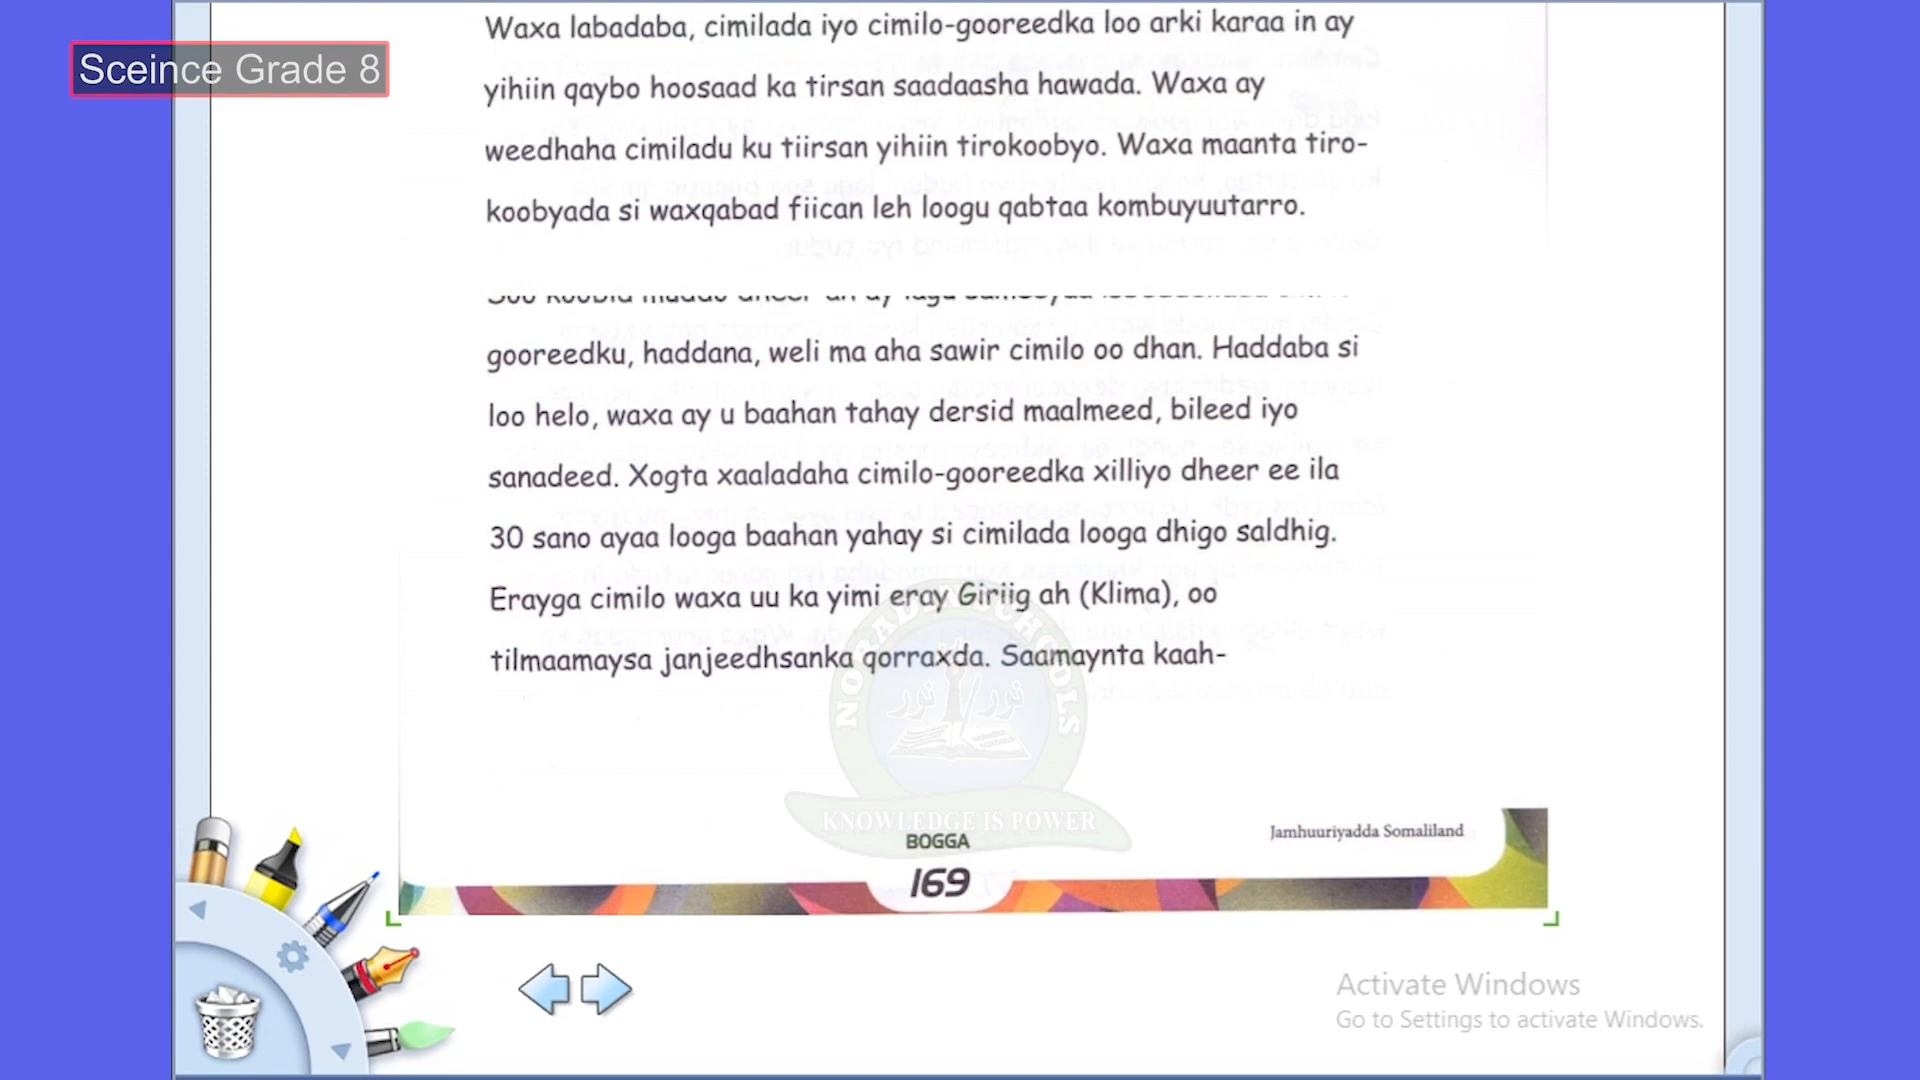 Sceince Grade 8
Waxa labadaba, cimilada iyo cimilo-gooreedka loo arki karaa in ay
yihiin qaybo hoosaad ka tirsan saadaasha hawada. Waxa ay
weedhaha cimiladu ku tiirsan yihiin tirokoobyo. Waxa maanta tiro-
koobyada si waxqabad fiican leh loogu qabtaa kombuyuutarro.
gooreedku, haddana, weli ma aha sawir cimilo oo dhan. Haddaba si
loo helo, waxa ay u baahan tahay dersid maalmeed, bileed iyo
sanadeed. Xogta xaaladaha cimilo-gooreedka xilliyo dheer ee ila
30 sano ayaa looga baahan yahay si cimilada looga dhigo saldhig.
Erayga cimilo waxa uu ka yimi eray Giriig ah (Klima), oo
tilmaamaysa janjeedhsanka qorraxda. Saamaynta kaah-
نور نور
KNOWLEDGE IS POWER
BOGGA
169
Jamhuuriyadda Somaliland
Activate Windows
Go to Settings to activate Windows.